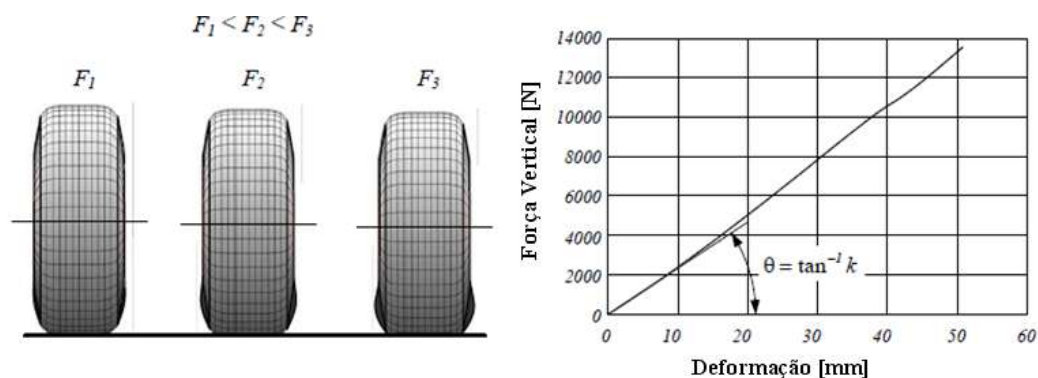 F₁ < F₂ < F₃
F₁ F₂ F₃
Força Vertical [N]
14000
12000
10000
8000
6000
4000
2000
0
θ = tan⁻¹ k
0 10 20 30 40 50 60
Deformação [mm]